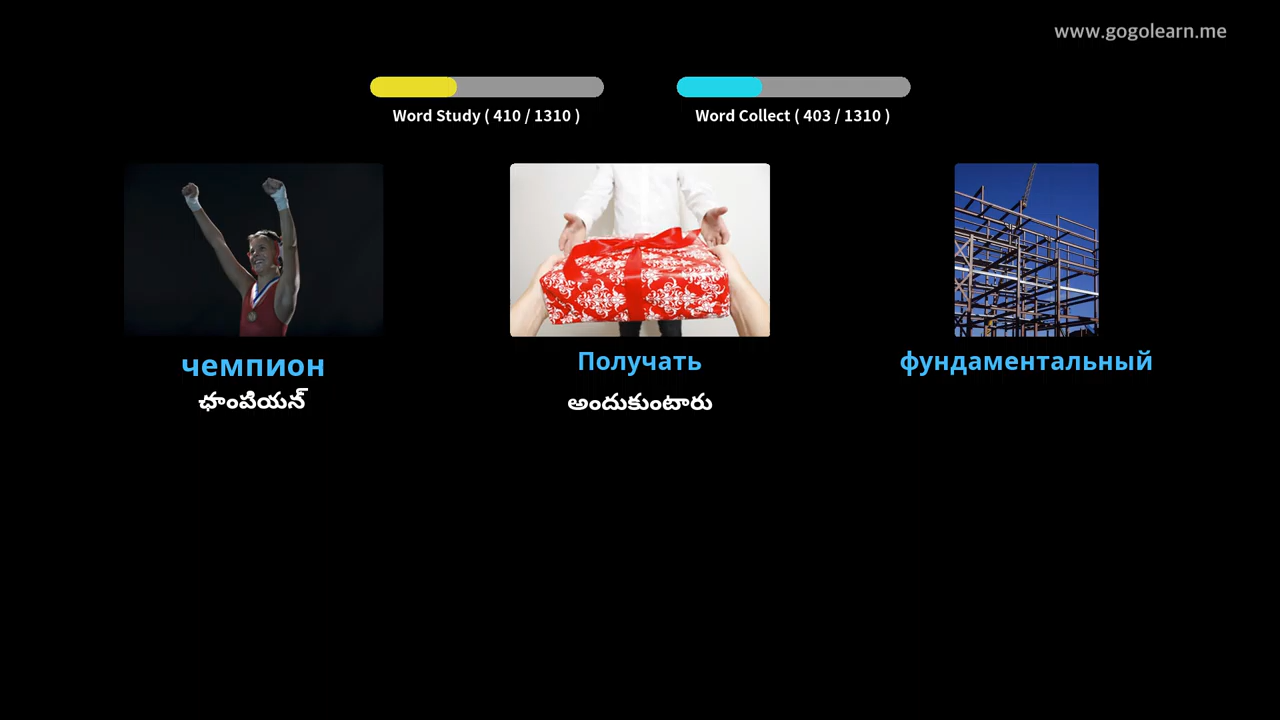 www.gogolearn.me
Word Study ( 410 / 1310 )
Word Collect ( 403 / 1310 )
чемпион
Получать
фундаментальный
ఛాంపియన్
అందుకుంటారు